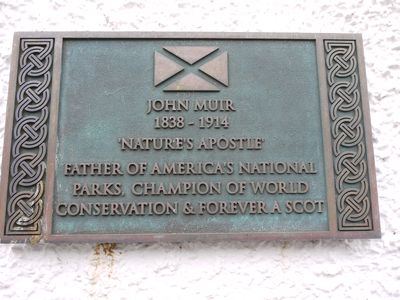 JOHN MUIR
1838 - 1914
'NATURE'S APOSTLE'
FATHER OF AMERICA'S NATIONAL
PARKS, CHAMPION OF WORLD
CONSERVATION & FOREVER A SCOT